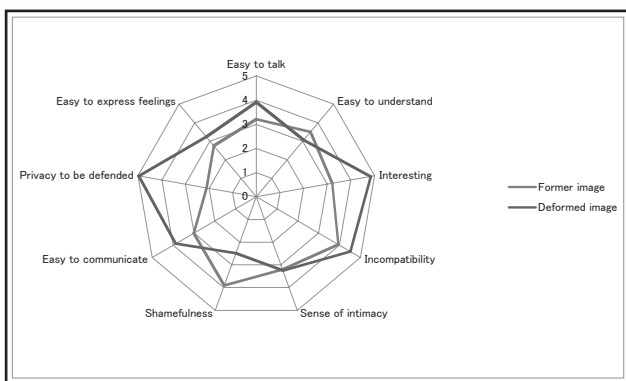 Easy to talk
5
Easy to express feelings
4
Easy to understand
3
2
Privacy to be defended
1
Interesting
0
Former image
Deformed image
Easy to communicate
Incompatibility
Shamefulness
Sense of intimacy